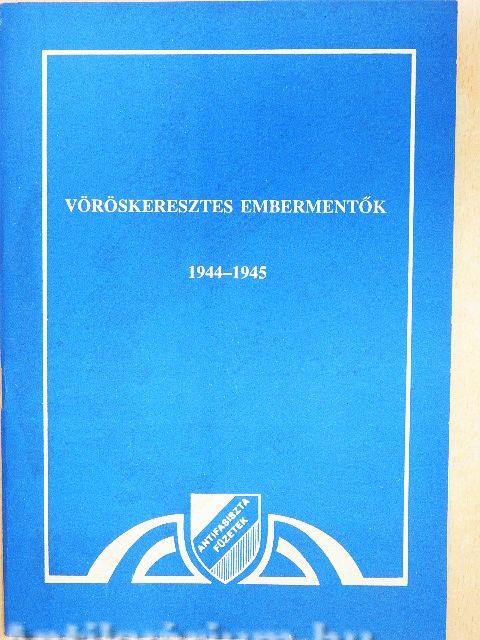 VÖRÖSKERESZTES EMBERMENTŐK
1944–1945
ANTIFASISZTA
FÜZETEK